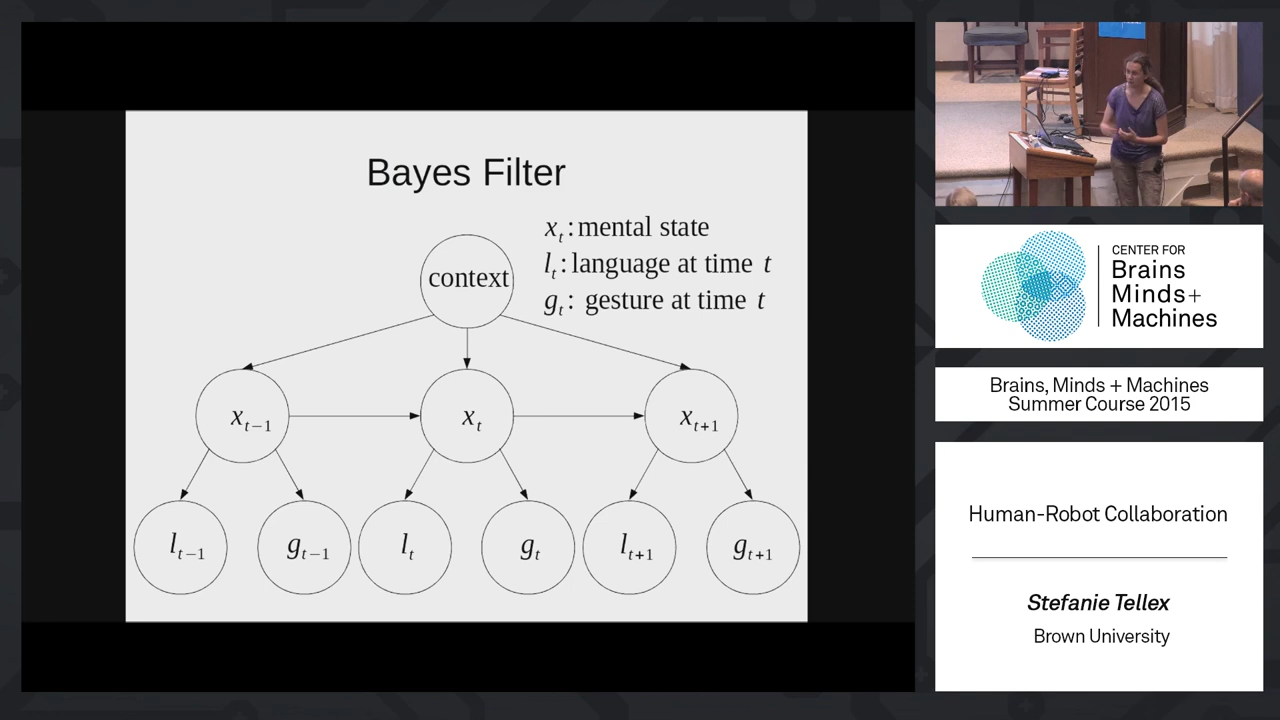 Bayes Filter
x_t : mental state
l_t : language at time t
g_t : gesture at time t
context
x_{t−1}
x_t
x_{t+1}
l_{t−1}
g_{t−1}
l_t
g_t
l_{t+1}
g_{t+1}
CENTER FOR
Brains
Minds+
Machines
Brains, Minds + Machines
Summer Course 2015
Human-Robot Collaboration
Stefanie Tellex
Brown University